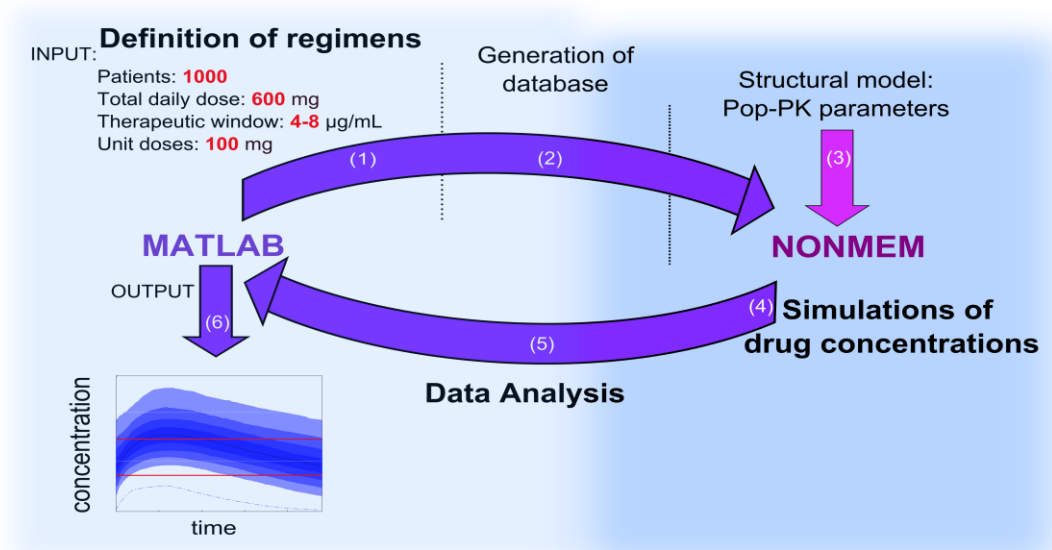 INPUT:
Definition of regimens
Patients: 1000
Total daily dose: 600 mg
Therapeutic window: 4-8 µg/mL
Unit doses: 100 mg
Generation of
database
Structural model:
Pop-PK parameters
(1)
(2)
(3)
MATLAB
NONMEM
OUTPUT
(6)
(5)
(4)
Simulations of
drug concentrations
Data Analysis
concentration
time